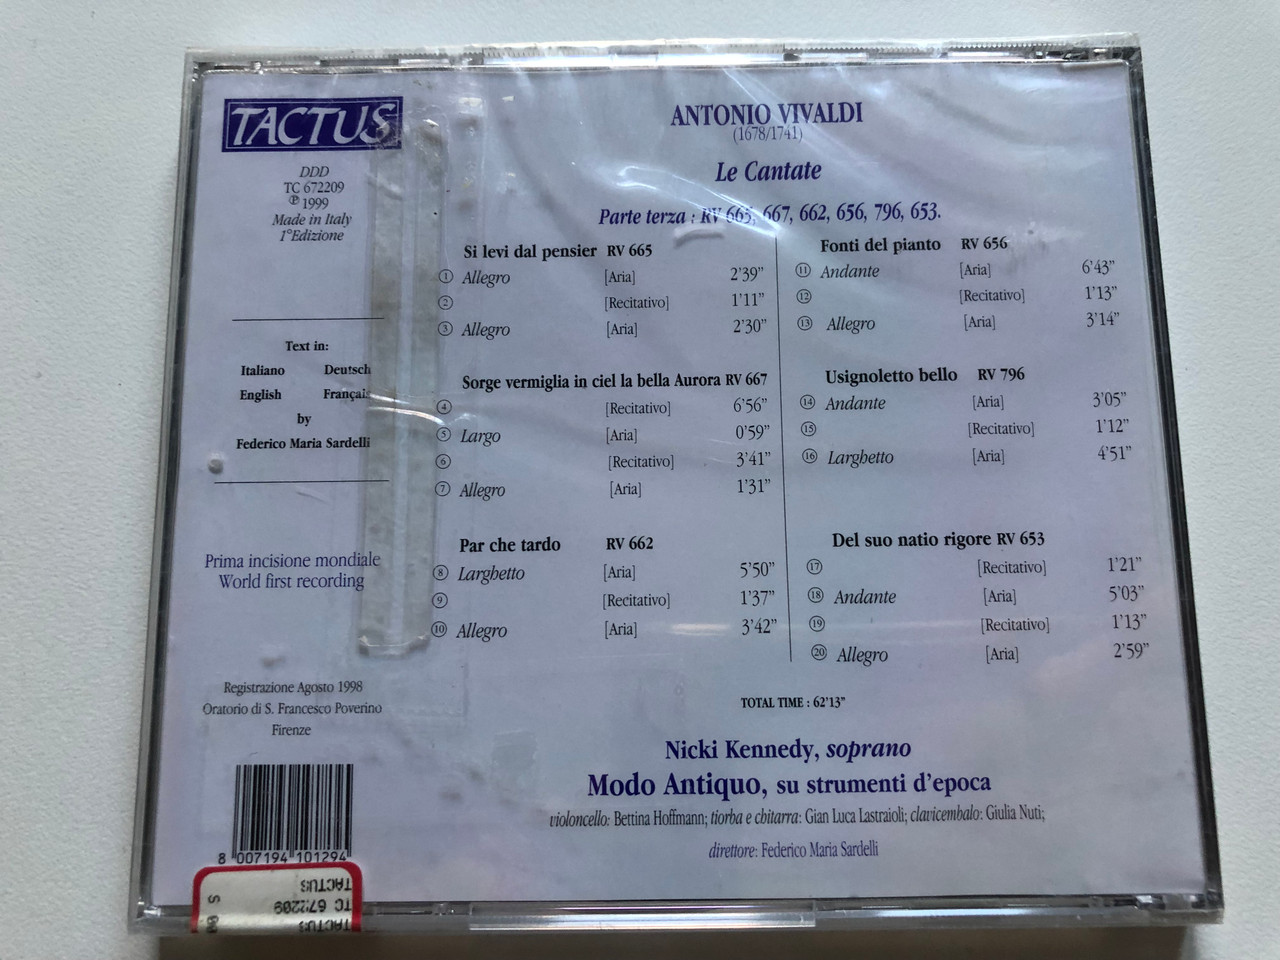 TACTUS
DDD
TC 672209
℗ 1999
Made in Italy
1°Edizione
Text in:
Italiano Deutsch
English Français
by
Federico Maria Sardelli
Prima incisione mondiale
World first recording
Registrazione Agosto 1998
Oratorio di S. Francesco Poverino
Firenze
8 007194 101294
TACTUS
TC 672209
TACTUS
ANTONIO VIVALDI
(1678/1741)
Le Cantate
Parte terza : RV 665, 667, 662, 656, 796, 653.
Si levi dal pensier RV 665
1 Allegro [Aria] 2'39"
2 [Recitativo] 1'11"
3 Allegro [Aria] 2'30"
Sorge vermiglia in ciel la bella Aurora RV 667
4 [Recitativo] 6'56"
5 Largo [Aria] 0'59"
6 [Recitativo] 3'41"
7 Allegro [Aria] 1'31"
Par che tardo RV 662
8 Larghetto [Aria] 5'50"
9 [Recitativo] 1'37"
10 Allegro [Aria] 3'42"
Fonti del pianto RV 656
11 Andante [Aria] 6'43"
12 [Recitativo] 1'13"
13 Allegro [Aria] 3'14"
Usignoletto bello RV 796
14 Andante [Aria] 3'05"
15 [Recitativo] 1'12"
16 Larghetto [Aria] 4'51"
Del suo natio rigore RV 653
17 [Recitativo] 1'21"
18 Andante [Aria] 5'03"
19 [Recitativo] 1'13"
20 Allegro [Aria] 2'59"
TOTAL TIME : 62'13"
Nicki Kennedy, soprano
Modo Antiquo, su strumenti d'epoca
violoncello: Bettina Hoffmann; tiorba e chitarra: Gian Luca Lastraioli; clavicembalo: Giulia Nuti;
direttore: Federico Maria Sardelli